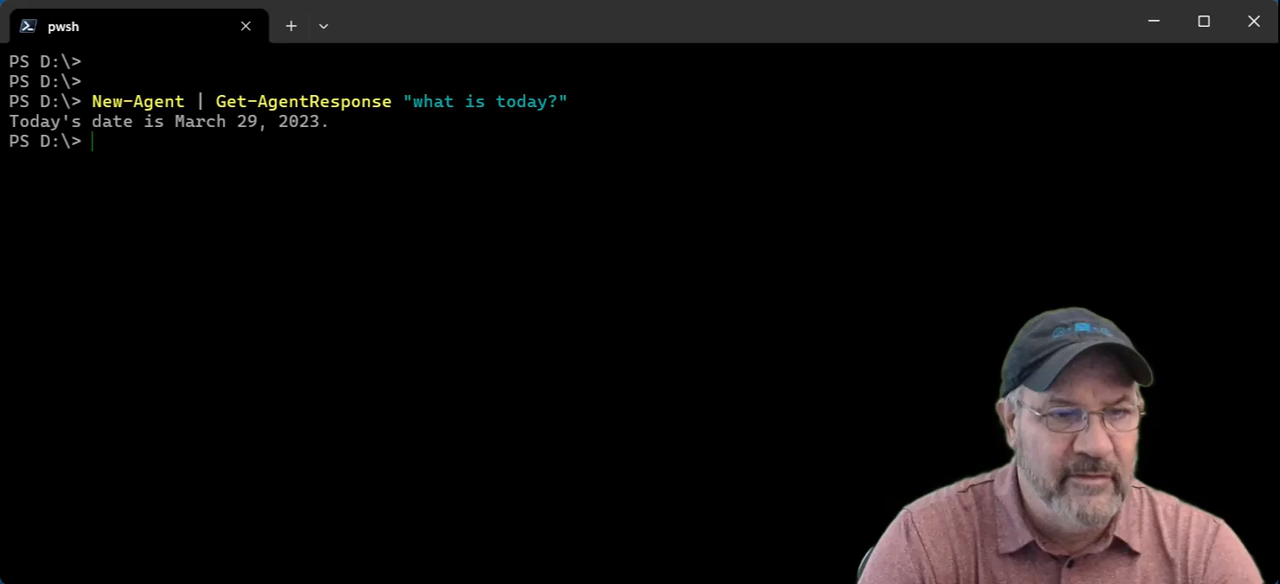 pwsh
PS D:\>
PS D:\>
PS D:\> New-Agent | Get-AgentResponse "what is today?"
Today's date is March 29, 2023.
PS D:\>